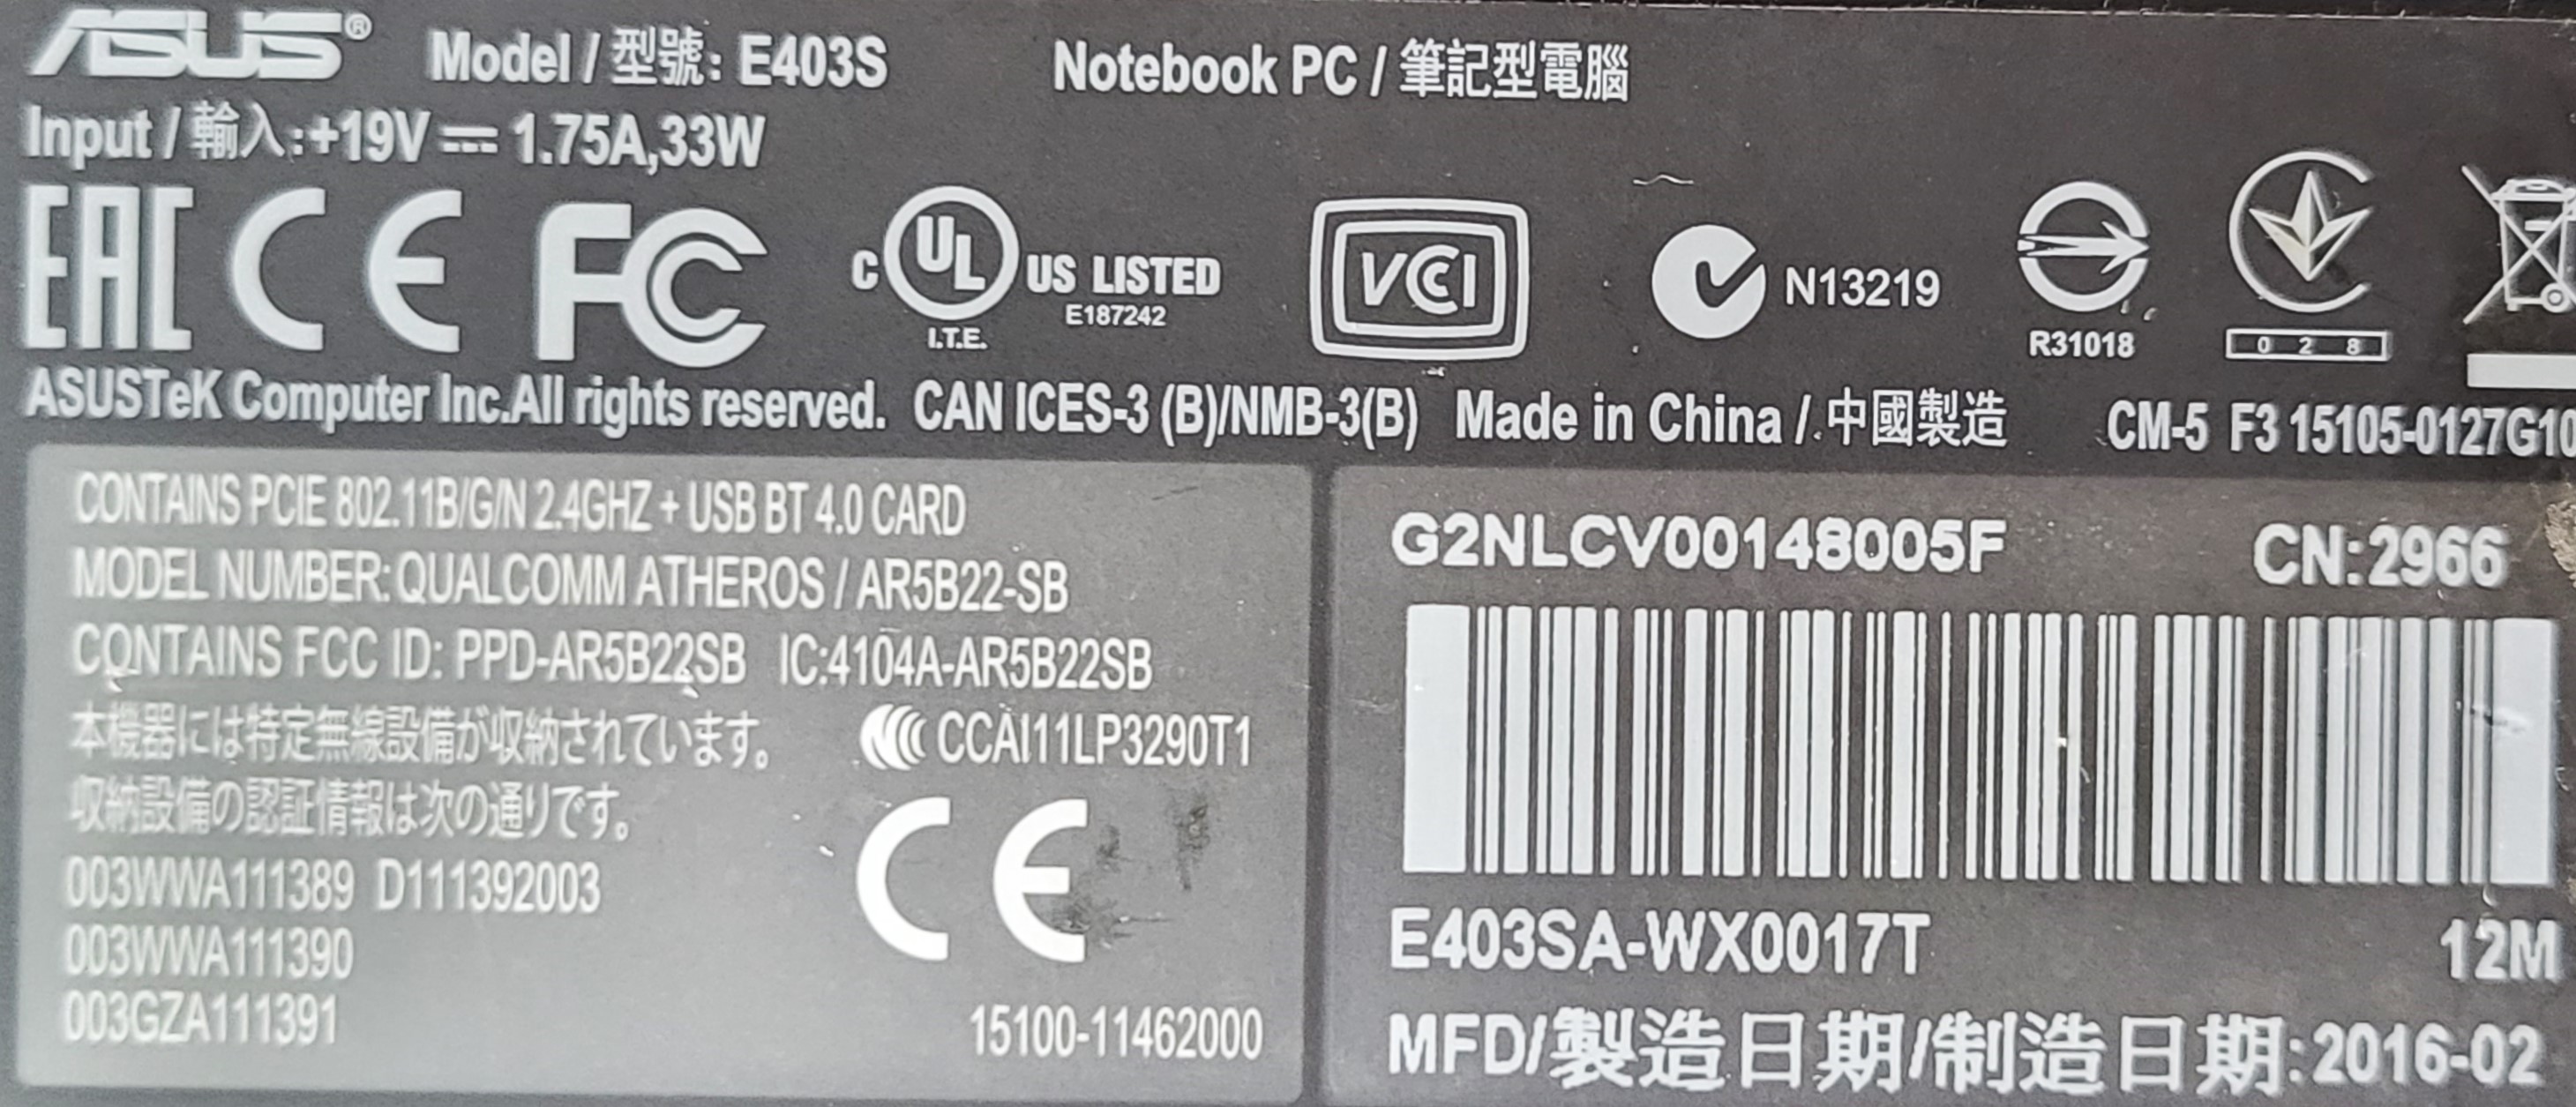 ASUS® Model / 型號: E403S Notebook PC / 筆記型電腦
Input / 輸入:+19V⎓1.75A,33W
EAC CE FC C UL US LISTED VCI N13219
E187242
I.T.E. R31018 028
ASUSTeK Computer Inc.All rights reserved. CAN ICES-3 (B)/NMB-3(B) Made in China / 中國製造 CM-5 F3 15105-0127G10
CONTAINS PCIE 802.11B/G/N 2.4GHZ + USB BT 4.0 CARD
MODEL NUMBER: QUALCOMM ATHEROS / AR5B22-SB
CONTAINS FCC ID: PPD-AR5B22SB IC:4104A-AR5B22SB
本機器には特定無線設備が収納されています。 CCAI11LP3290T1
収納設備の認証情報は次の通りです。
CE
003WWA111389 D111392003
003WWA111390
003GZA111391 15100-11462000
G2NLCV00148005F CN:2966
E403SA-WX0017T 12M
MFD/製造日期/制造日期:2016-02